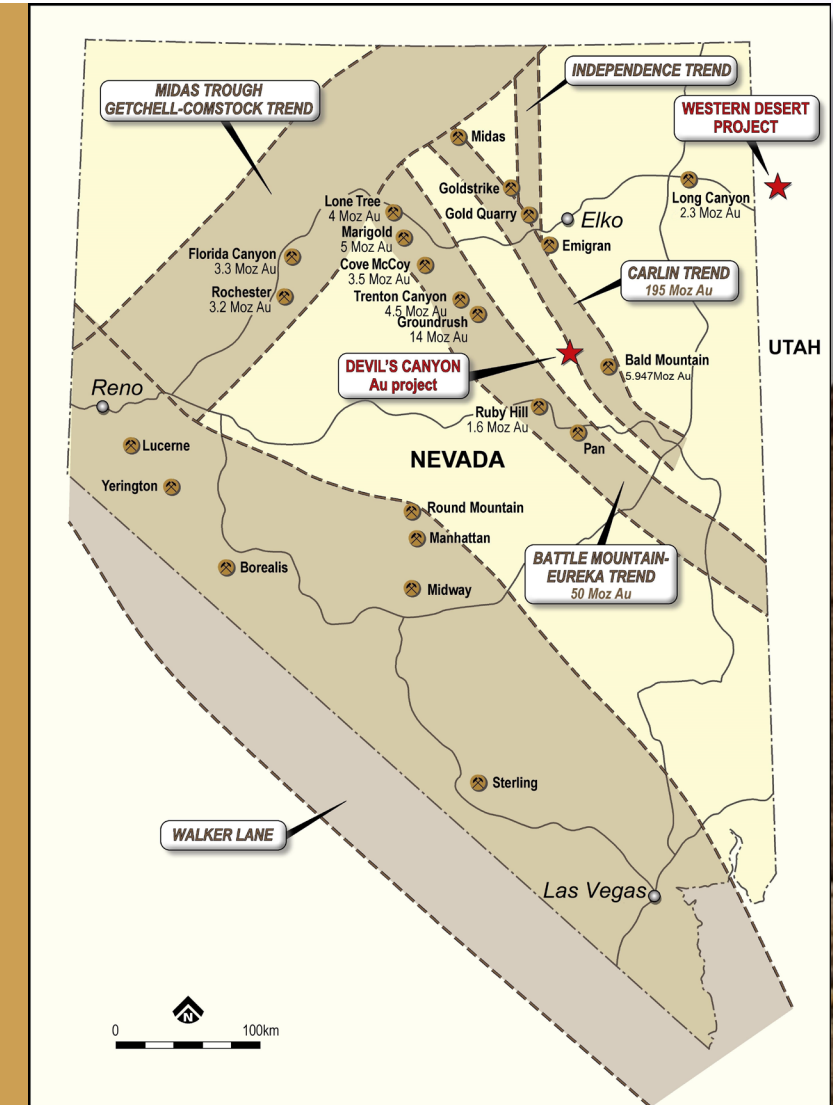 MIDAS TROUGH
GETCHELL-COMSTOCK TREND
INDEPENDENCE TREND
WESTERN DESERT
PROJECT
Midas
Goldstrike
Gold Quarry
Elko
Emigran
Long Canyon
2.3 Moz Au
Lone Tree
4 Moz Au
Marigold
5 Moz Au
Cove McCoy
3.5 Moz Au
Trenton Canyon
4.5 Moz Au
Groundrush
14 Moz Au
Florida Canyon
3.3 Moz Au
Rochester
3.2 Moz Au
CARLIN TREND
195 Moz Au
UTAH
DEVIL'S CANYON
Au project
Bald Mountain
5.947Moz Au
Reno
Ruby Hill
1.6 Moz Au
Pan
Lucerne
Yerington
NEVADA
Round Mountain
Manhattan
Borealis
Midway
BATTLE MOUNTAIN-
EUREKA TREND
50 Moz Au
Sterling
WALKER LANE
Las Vegas
N
0 100km